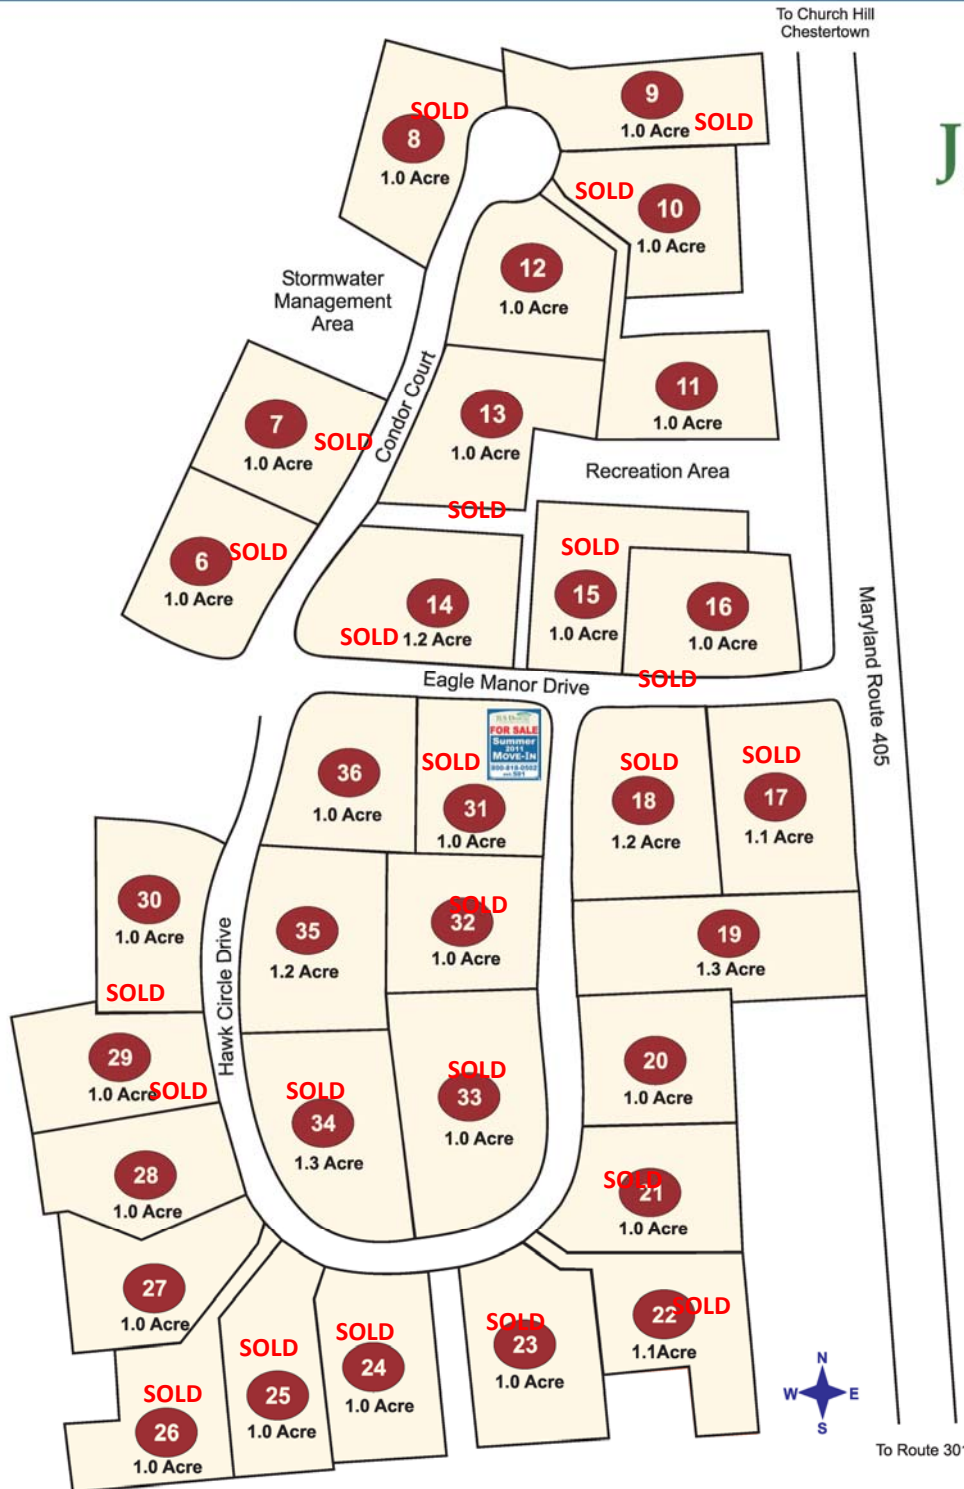 To Church Hill
Chestertown
J
9
1.0 Acre SOLD
SOLD
8
1.0 Acre
SOLD
10
1.0 Acre
12
1.0 Acre
Stormwater
Management
Area
Condor Court
11
1.0 Acre
13
1.0 Acre
SOLD
7
1.0 Acre
SOLD
Recreation Area
6
SOLD
1.0 Acre
SOLD
15
1.0 Acre
14
SOLD 1.2 Acre
16
1.0 Acre
SOLD
Eagle Manor Drive
Maryland Route 405
FOR SALE
Summer
2011
MOVE-IN
36
1.0 Acre
SOLD
31
1.0 Acre
SOLD
18
1.2 Acre
SOLD
17
1.1 Acre
30
1.0 Acre
SOLD
Hawk Circle Drive
35
1.2 Acre
SOLD
32
1.0 Acre
19
1.3 Acre
29
1.0 Acre
SOLD
SOLD
34
1.3 Acre
SOLD
33
1.0 Acre
20
1.0 Acre
28
1.0 Acre
SOLD
21
1.0 Acre
27
1.0 Acre
SOLD
26
1.0 Acre
SOLD
25
1.0 Acre
SOLD
24
1.0 Acre
SOLD
23
1.0 Acre
22
SOLD
1.1Acre
N
W
E
S
To Route 301